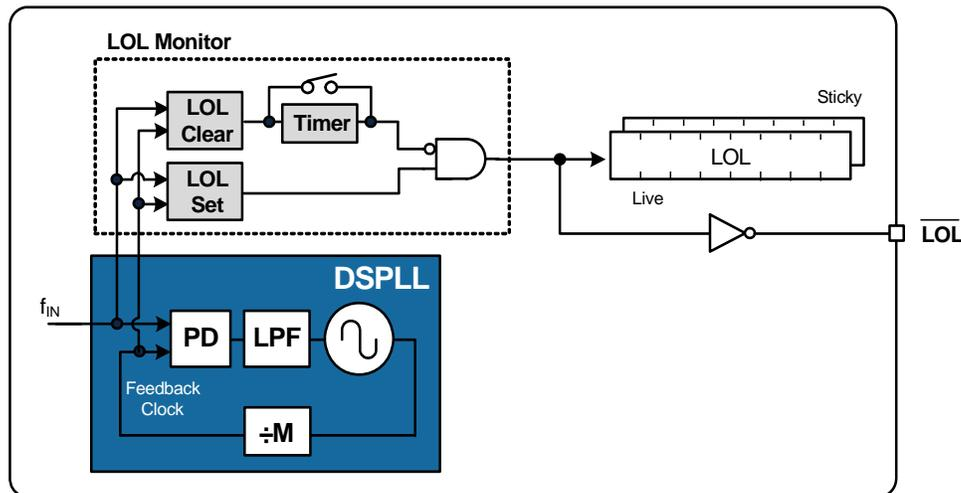 LOL Monitor
LOL
Clear
Timer
LOL
Set
Sticky
LOL
Live
LOL
DSPLL
fIN
PD
LPF
Feedback
Clock
÷M